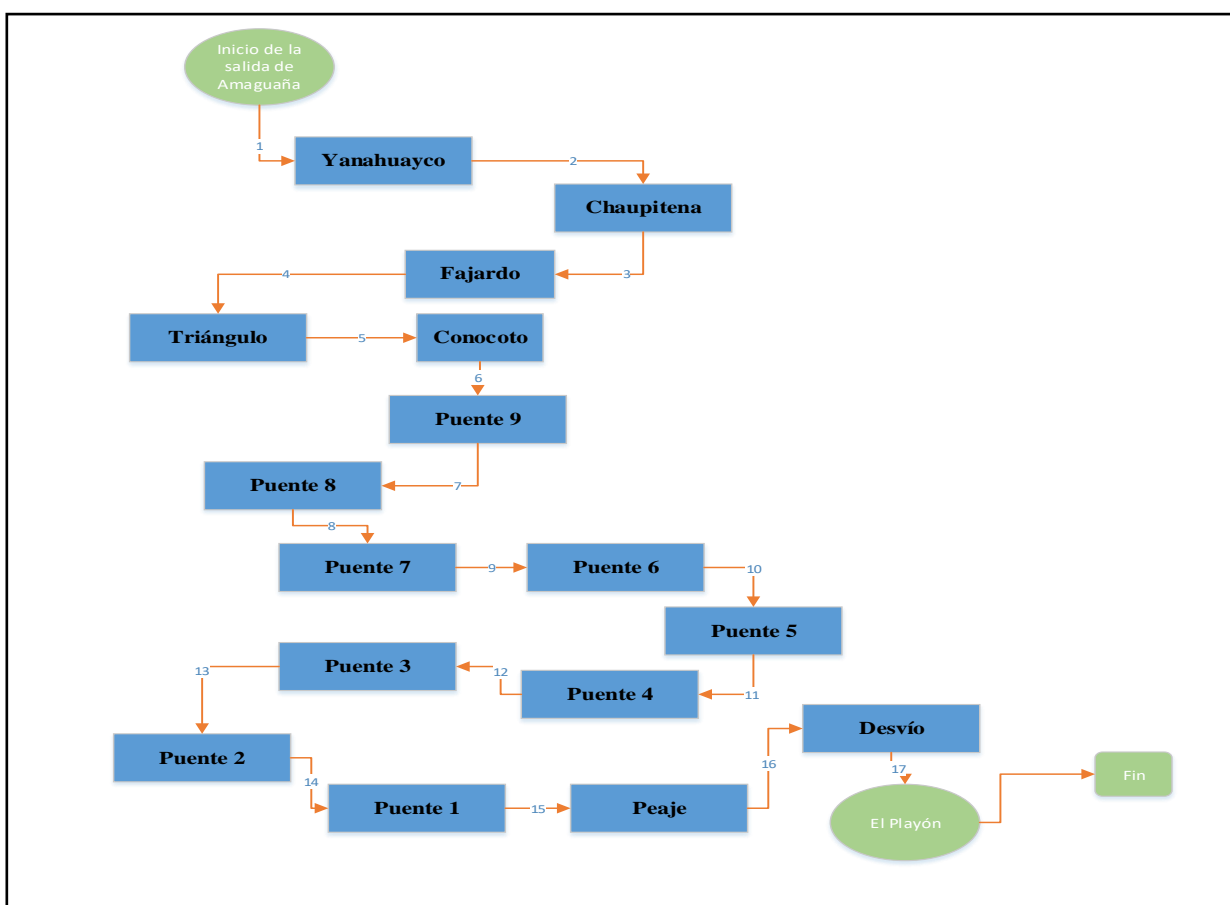 Inicio de la
salida de
Amaguaña
1
Yanahuayco
2
Chaupitena
3
Fajardo
4
Triángulo
5
Conocoto
6
Puente 9
7
Puente 8
8
Puente 7
9
Puente 6
10
Puente 5
11
Puente 4
12
Puente 3
13
Puente 2
14
Puente 1
15
Peaje
16
Desvío
17
El Playón
Fin